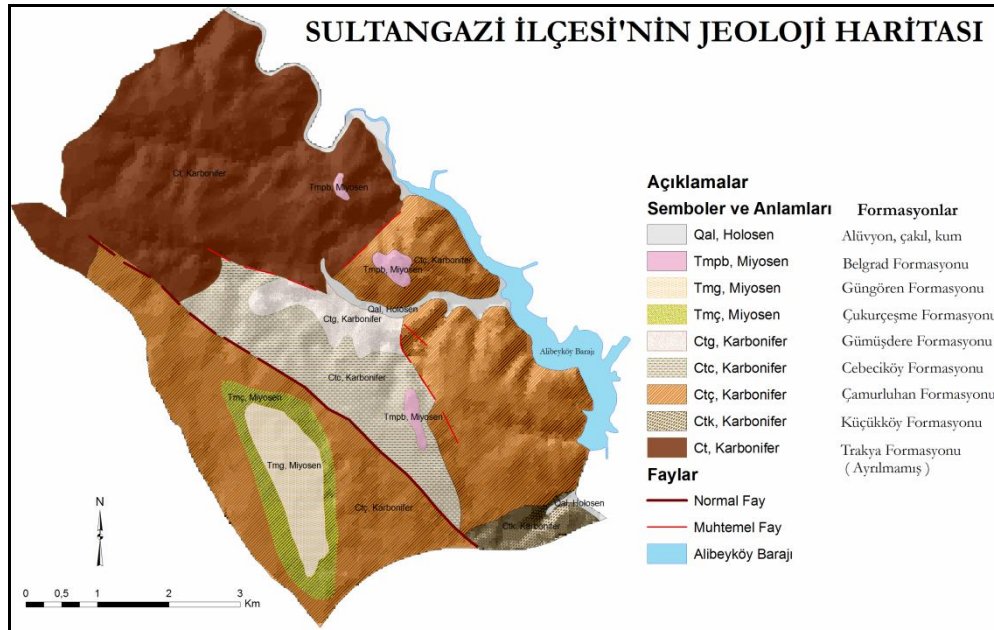 SULTANGAZİ İLÇESİ'NİN JEOLOJİ HARİTASI
Ct, Karbonifer
Tmpb, Miyosen
Ctç, Karbonifer
Tmpb, Miyosen
Qal, Holosen
Ctg, Karbonifer
Alibeyköy Barajı
Ctc, Karbonifer
Tmç, Miyosen
Tmpb, Miyosen
Tmg, Miyosen
Ctç, Karbonifer
Qal, Holosen
Ctk, Karbonifer
N
0 0,5 1 2 3
Km
Açıklamalar
Semboler ve Anlamları Formasyonlar
Qal, Holosen Alüvyon, çakıl, kum
Tmpb, Miyosen Belgrad Formasyonu
Tmg, Miyosen Güngören Formasyonu
Tmç, Miyosen Çukurçeşme Formasyonu
Ctg, Karbonifer Gümüşdere Formasyonu
Ctc, Karbonifer Cebeciköy Formasyonu
Ctç, Karbonifer Çamurluhan Formasyonu
Ctk, Karbonifer Küçükköy Formasyonu
Ct, Karbonifer Trakya Formasyonu
( Ayrılmamış )
Faylar
Normal Fay
Muhtemel Fay
Alibeyköy Barajı